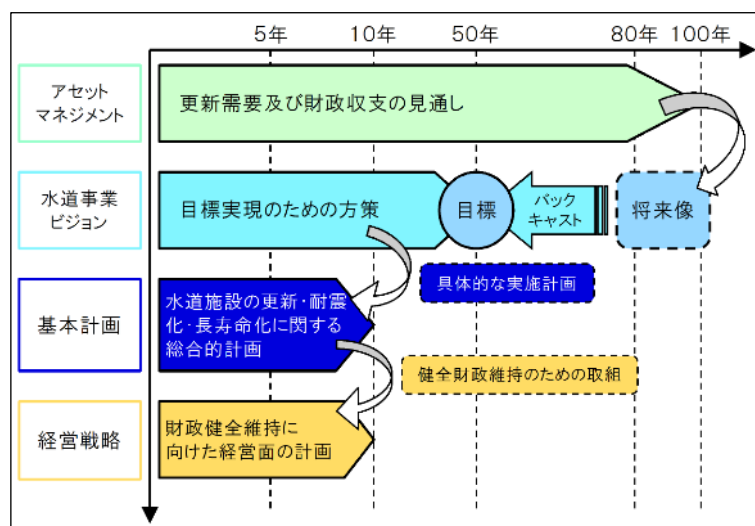 5年 10年 50年 80年 100年
アセット
マネジメント
更新需要及び財政収支の見通し
水道事業
ビジョン
目標実現のための方策
目標
バック
キャスト
将来像
具体的な実施計画
基本計画
水道施設の更新・耐震
化・長寿命化に関する
総合的計画
健全財政維持のための取組
経営戦略
財政健全維持に
向けた経営面の計画